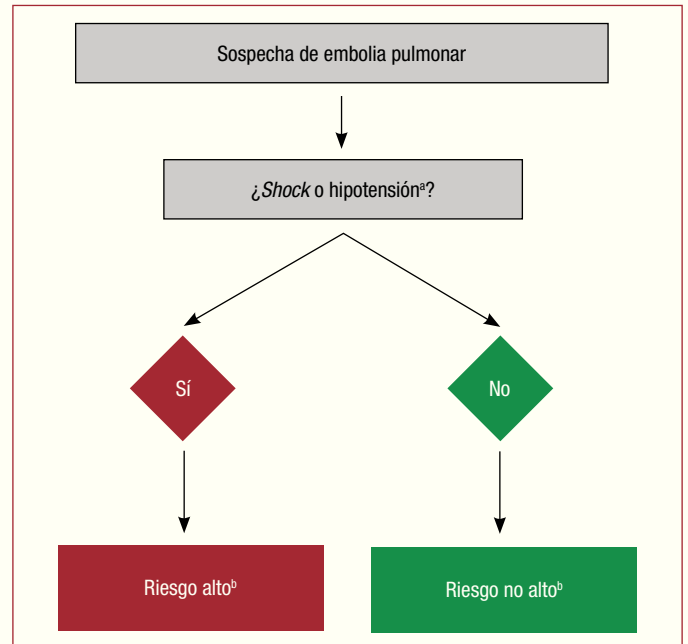 Sospecha de embolia pulmonar
¿Shock o hipotensiónᵃ?
Sí
No
Riesgo altoᵇ
Riesgo no altoᵇ